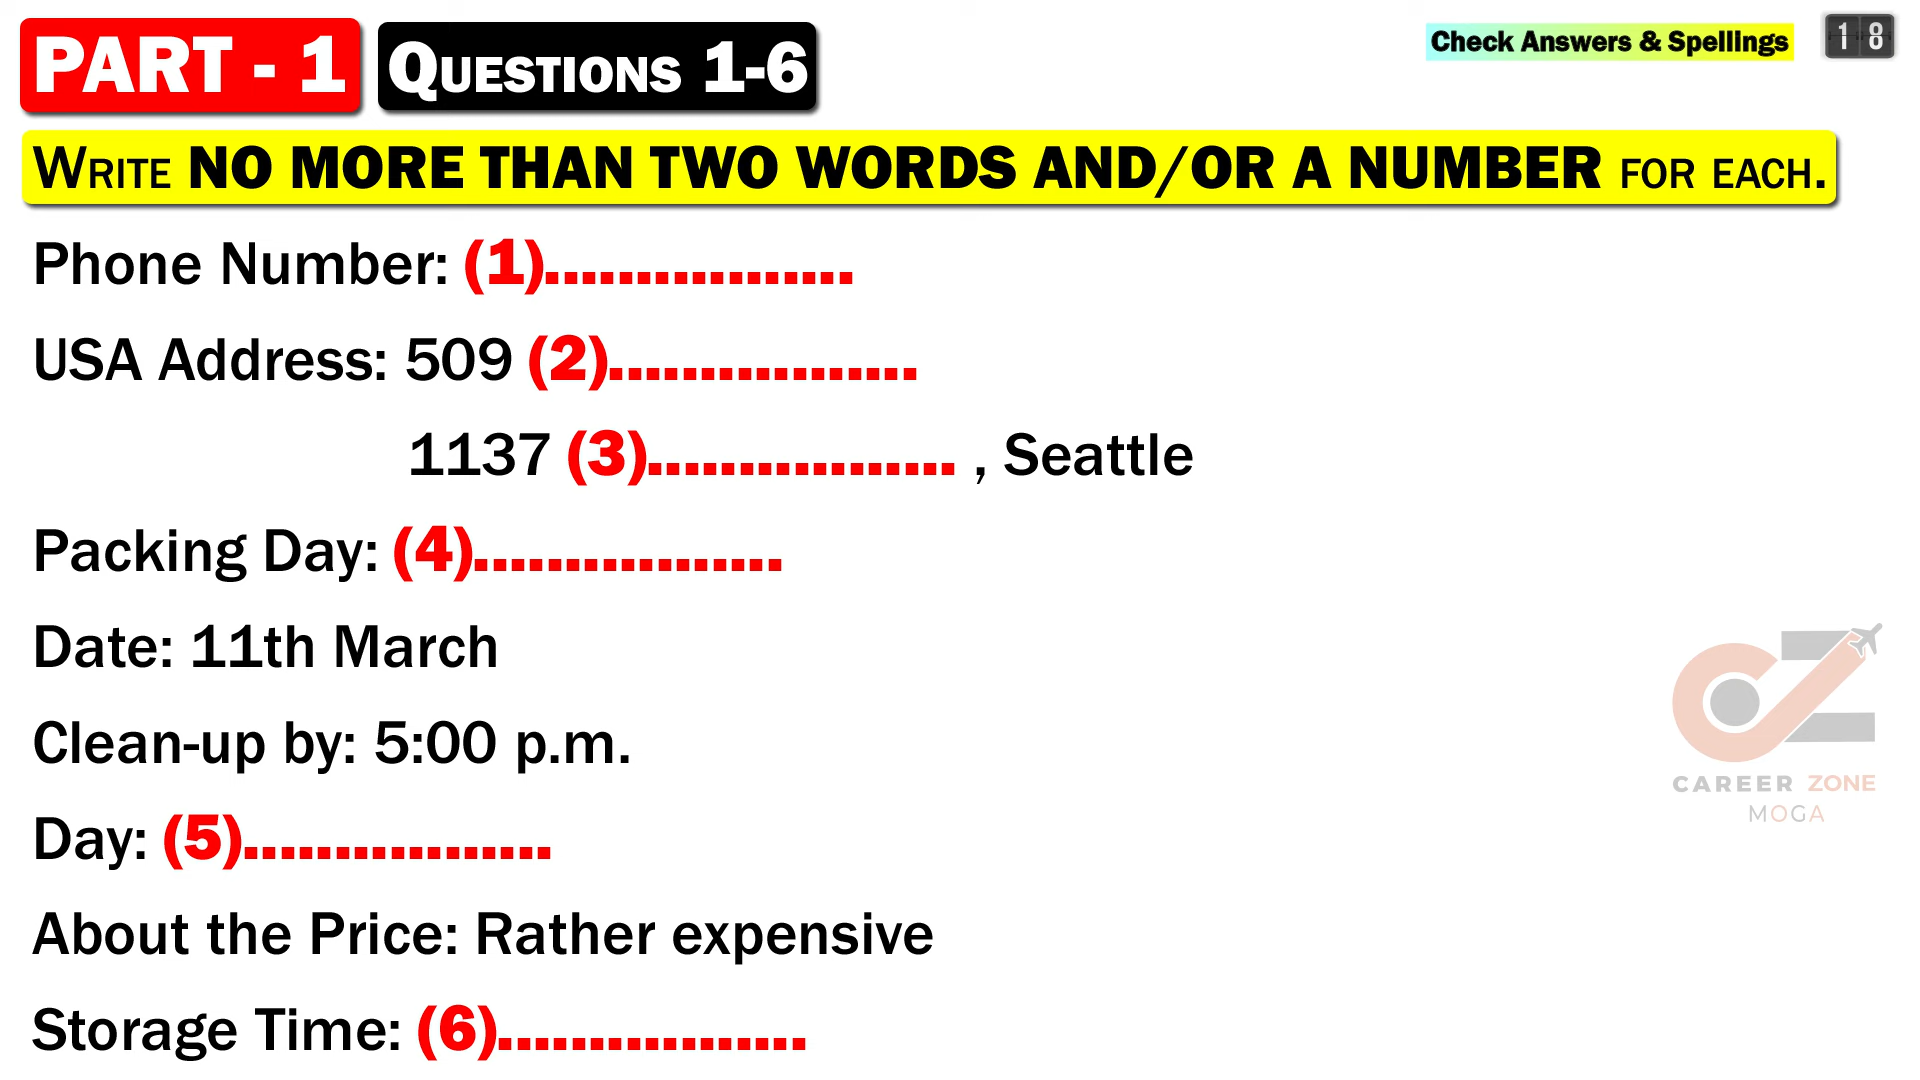 PART - 1 QUESTIONS 1-6 Check Answers & Spellings 18
WRITE NO MORE THAN TWO WORDS AND/OR A NUMBER FOR EACH.
Phone Number: (1).................
USA Address: 509 (2).................
1137 (3)................. , Seattle
Packing Day: (4).................
Date: 11th March
Clean-up by: 5:00 p.m.
Day: (5).................
About the Price: Rather expensive
Storage Time: (6).................
CAREER ZONE
MOGA